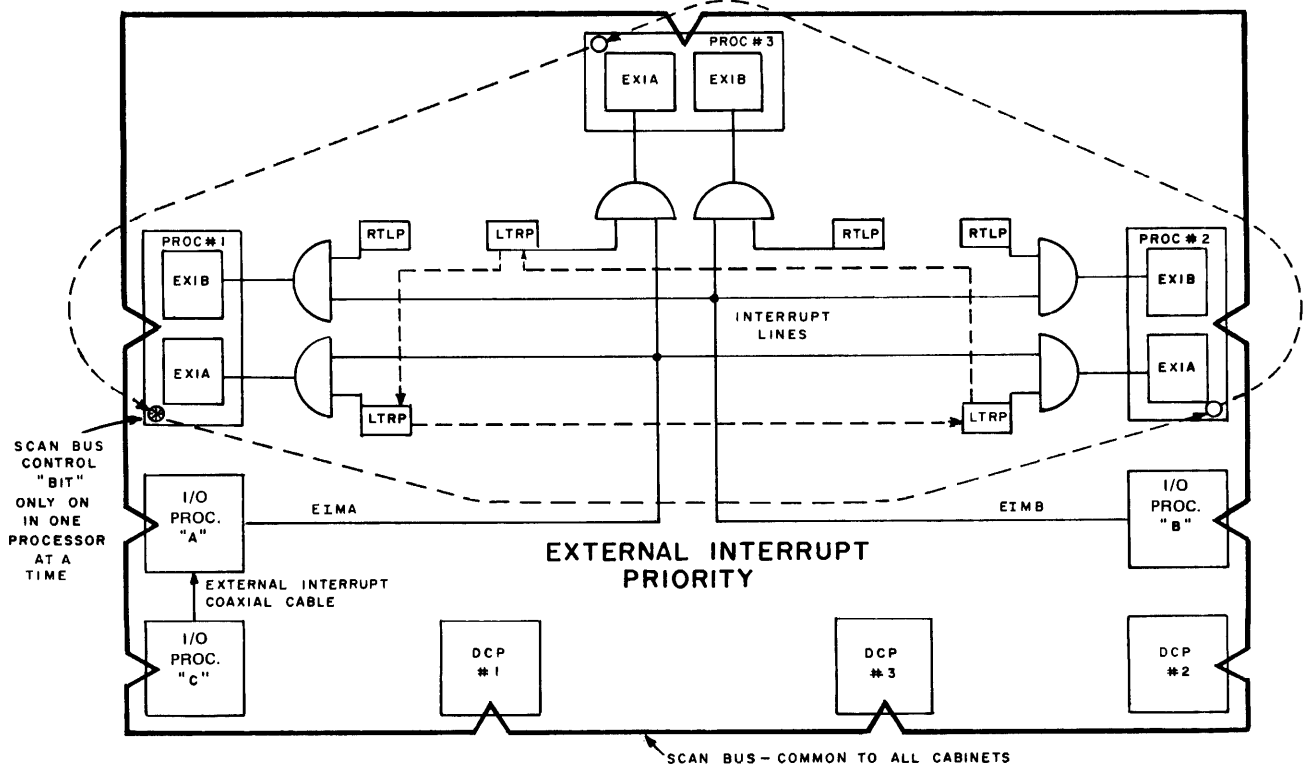 PROC #3
EXIA
EXIB
RTLP
LTRP
RTLP
RTLP
PROC #1
EXIB
EXIA
PROC #2
EXIB
EXIA
INTERRUPT
LINES
LTRP
LTRP
SCAN BUS
CONTROL
"BIT"
ONLY ON
IN ONE
PROCESSOR
AT A
TIME
I/O
PROC.
"A"
EIMA
EIMB
I/O
PROC.
"B"
EXTERNAL INTERRUPT
PRIORITY
EXTERNAL INTERRUPT
COAXIAL CABLE
I/O
PROC.
"C"
DCP
#1
DCP
#3
DCP
#2
SCAN BUS – COMMON TO ALL CABINETS